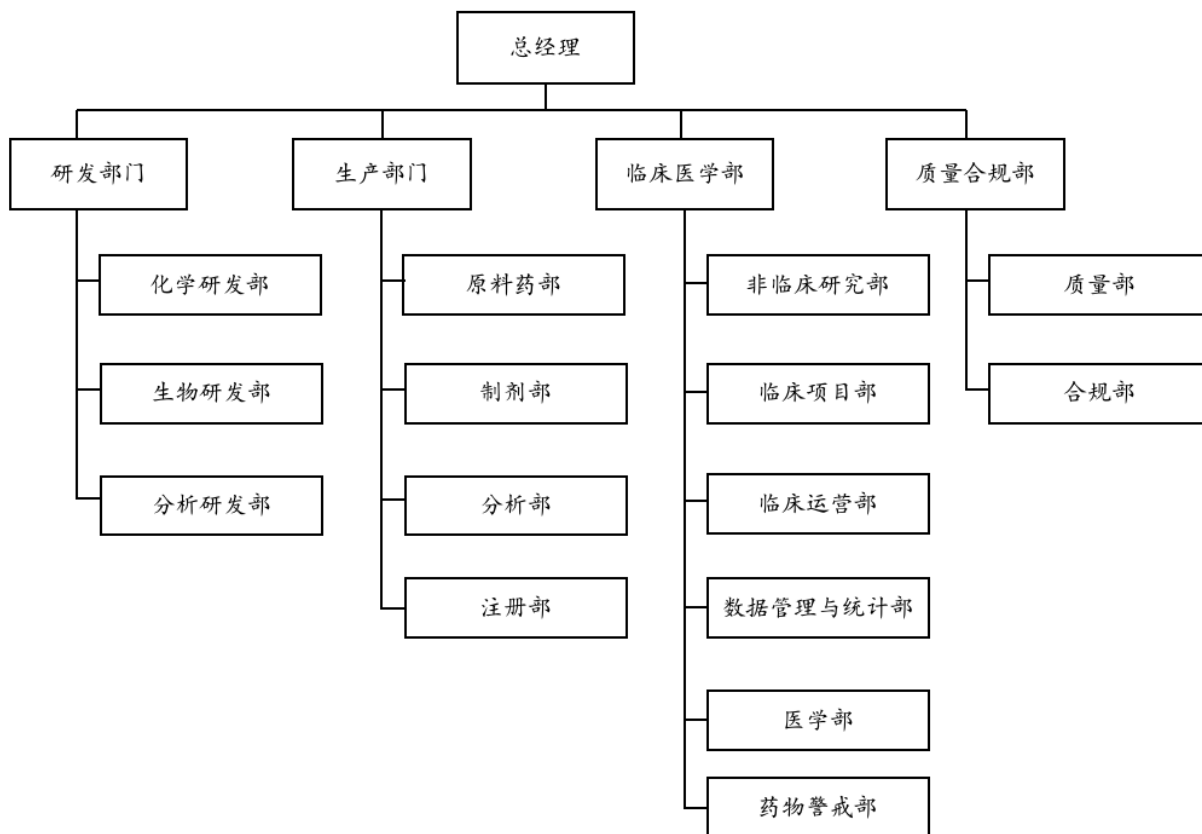 总经理
研发部门
生产部门
临床医学部
质量合规部
化学研发部
原料药部
非临床研究部
质量部
生物研发部
制剂部
临床项目部
合规部
分析研发部
分析部
临床运营部
注册部
数据管理与统计部
医学部
药物警戒部